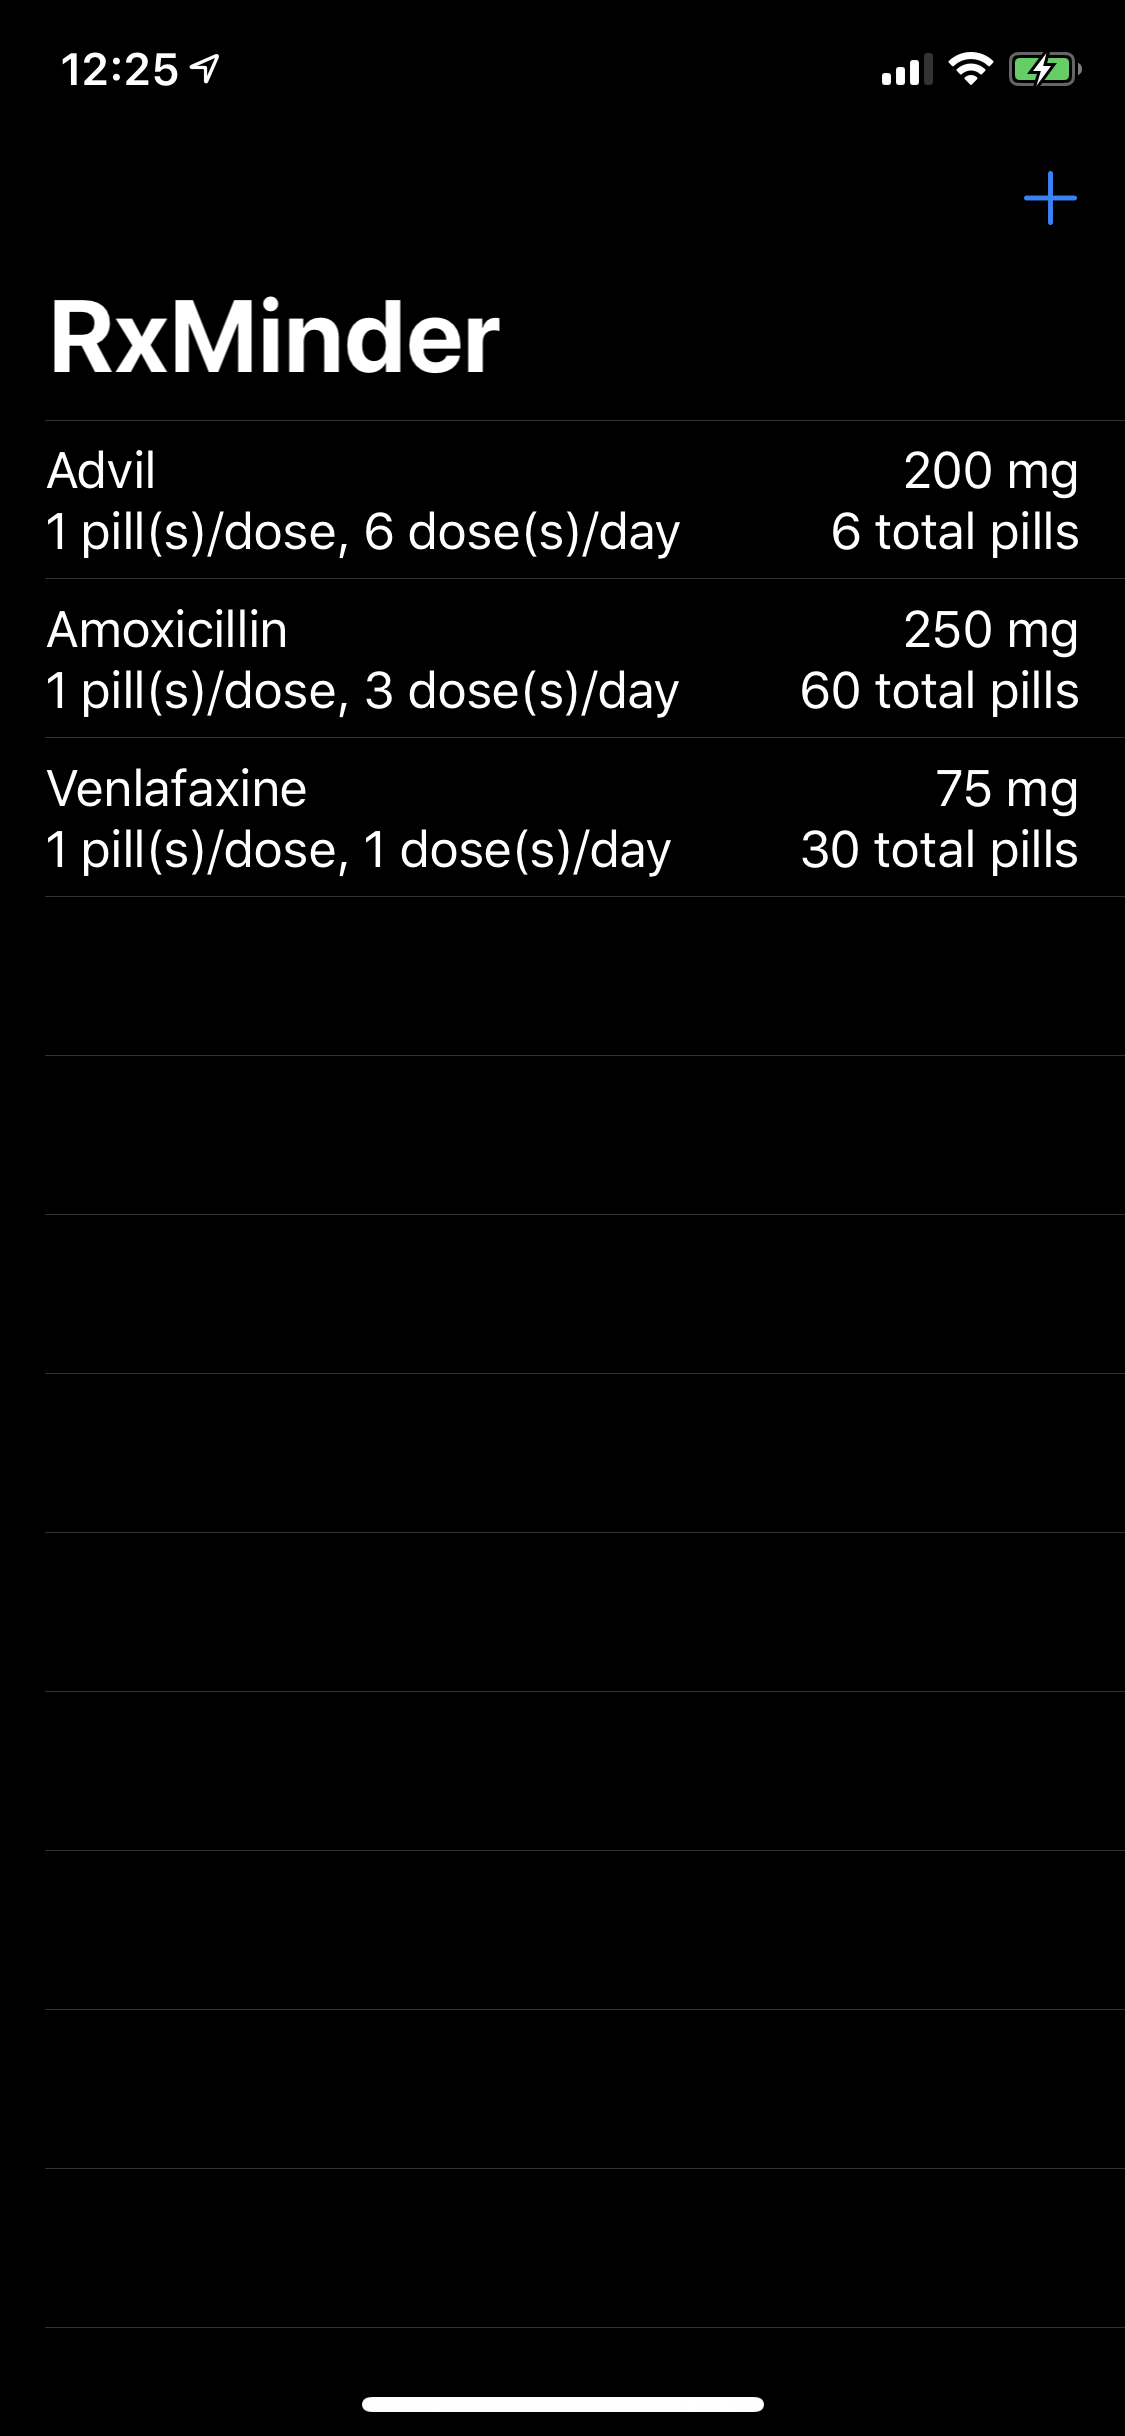 12:25
RxMinder
Advil 200 mg
1 pill(s)/dose, 6 dose(s)/day 6 total pills
Amoxicillin 250 mg
1 pill(s)/dose, 3 dose(s)/day 60 total pills
Venlafaxine 75 mg
1 pill(s)/dose, 1 dose(s)/day 30 total pills